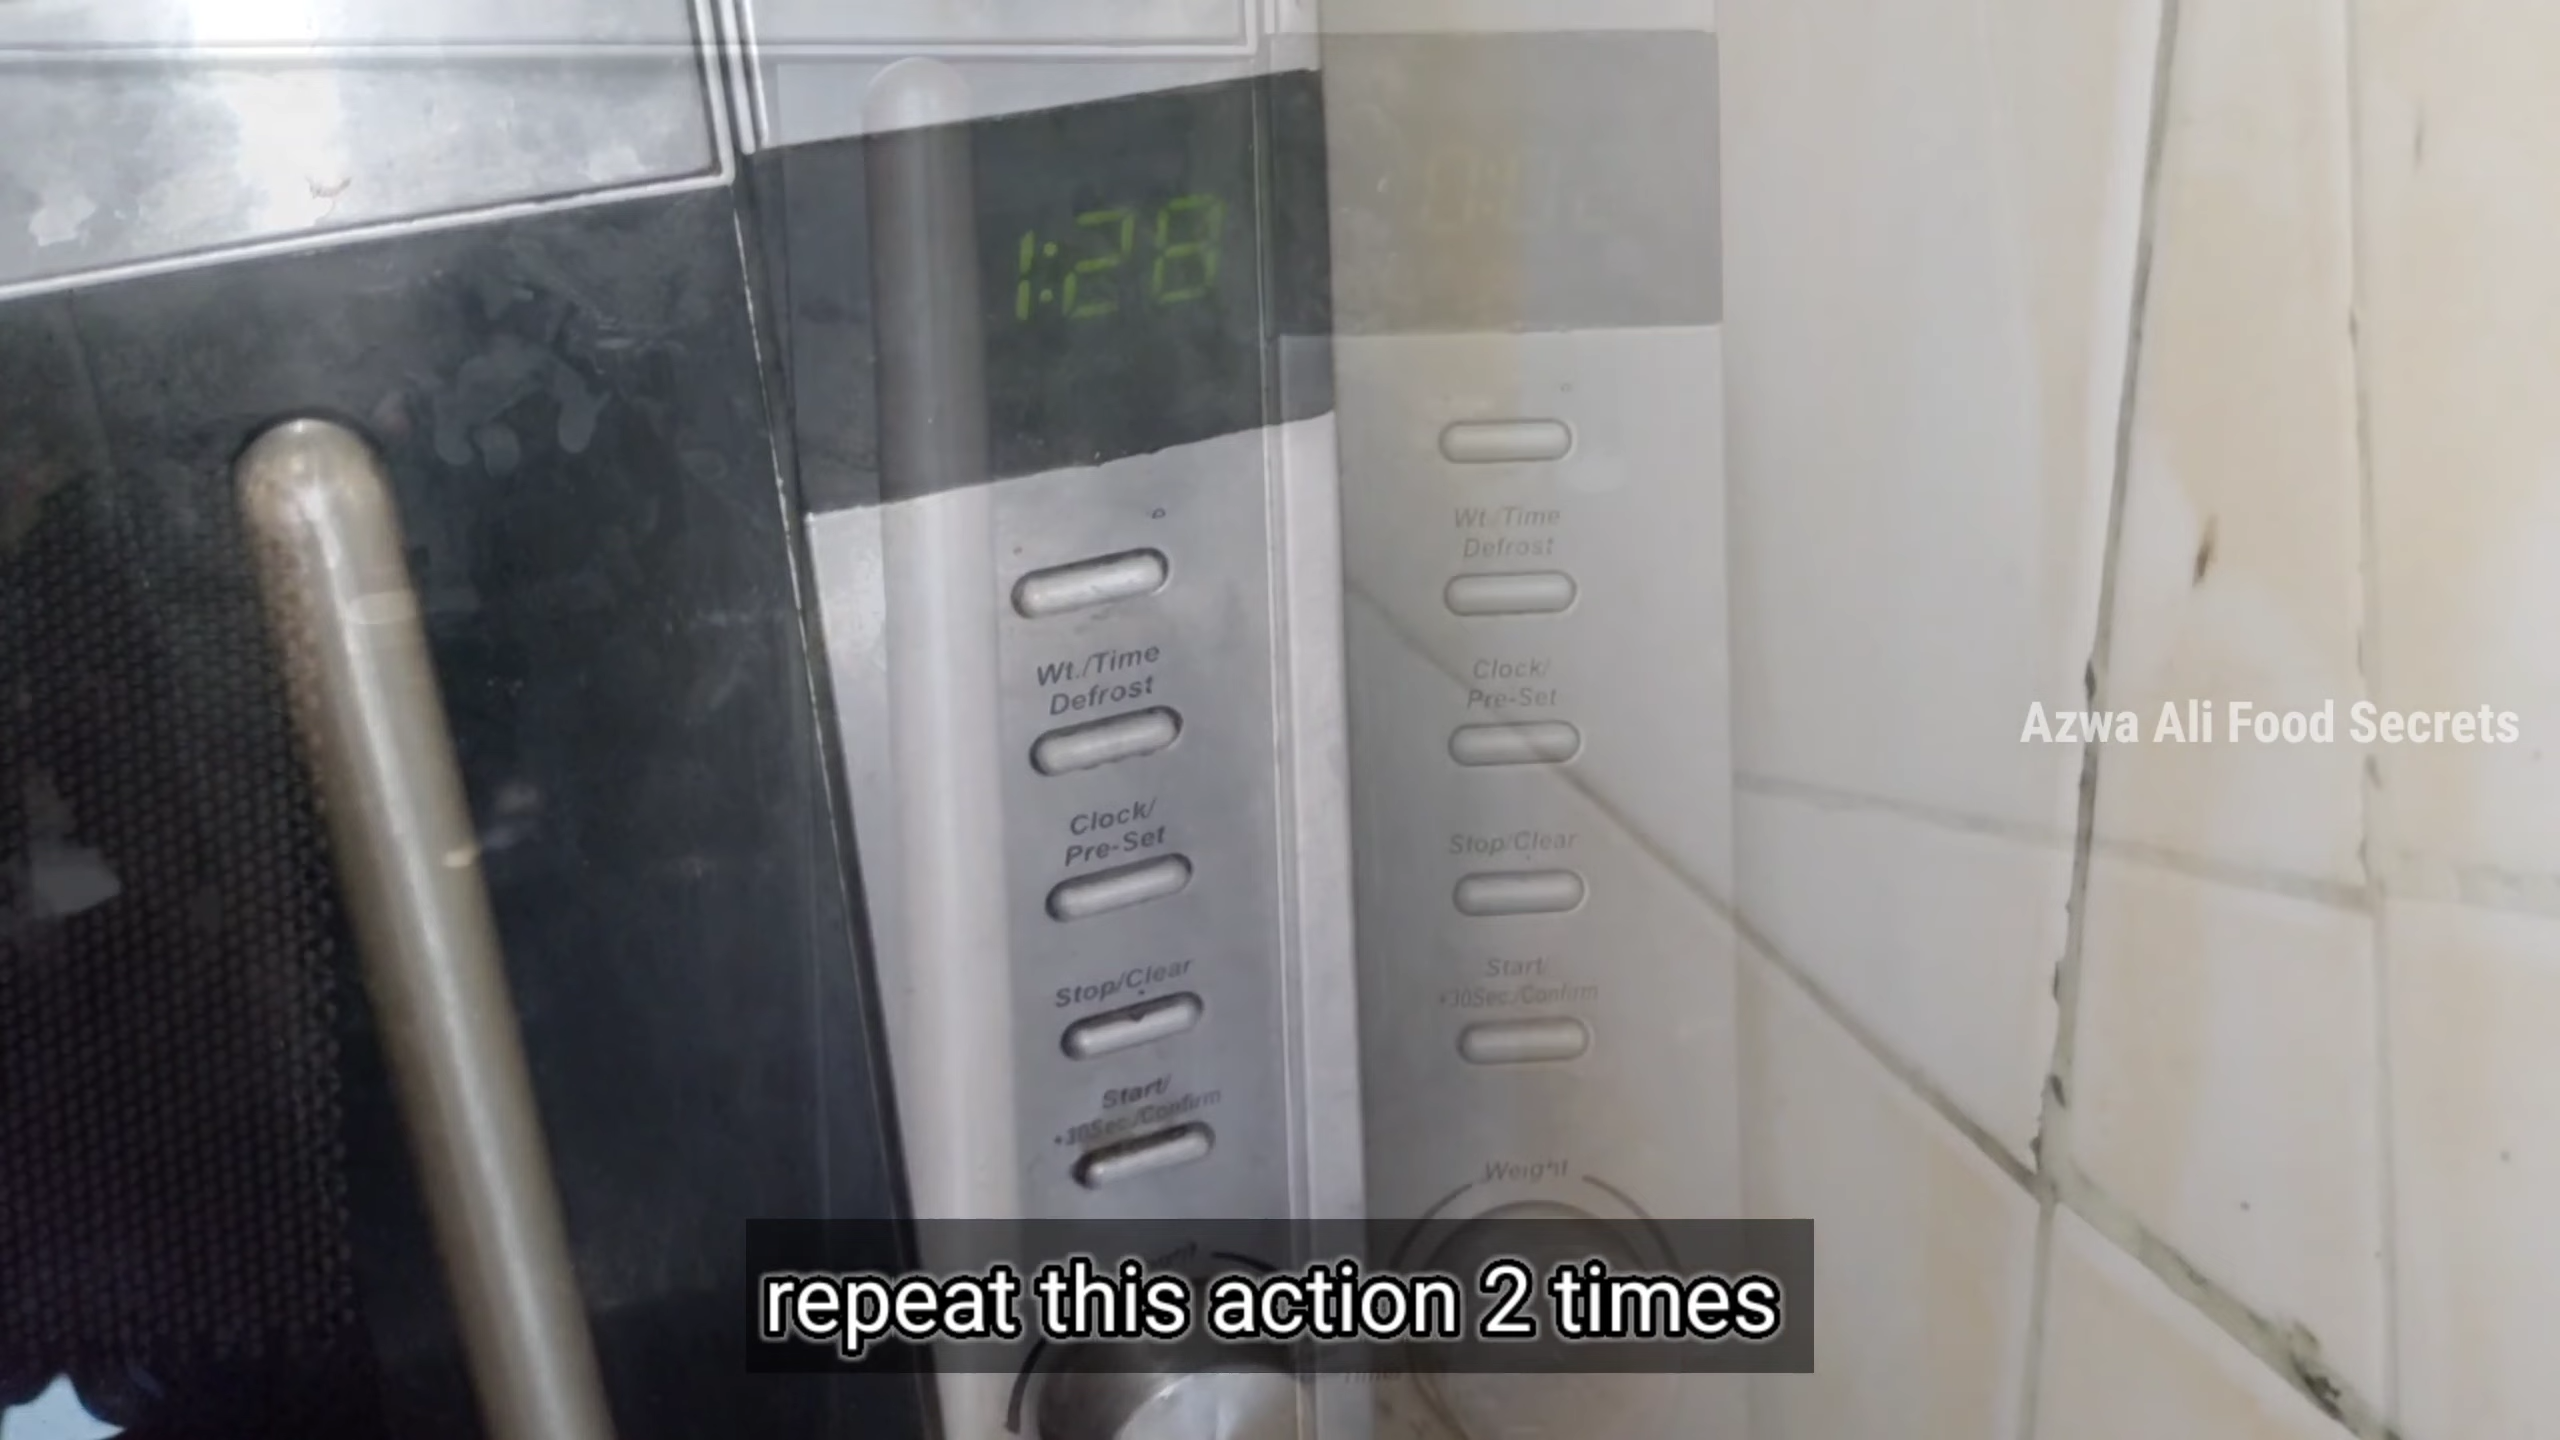 1:28
Wt./Time
Defrost
Clock/
Pre-Set
Stop/Clear
Start/
+30Sec./Confirm
Wt./Time
Defrost
Clock/
Pre-Set
Stop/Clear
Start/
+30Sec./Confirm
Weight
Azwa Ali Food Secrets
repeat this action 2 times